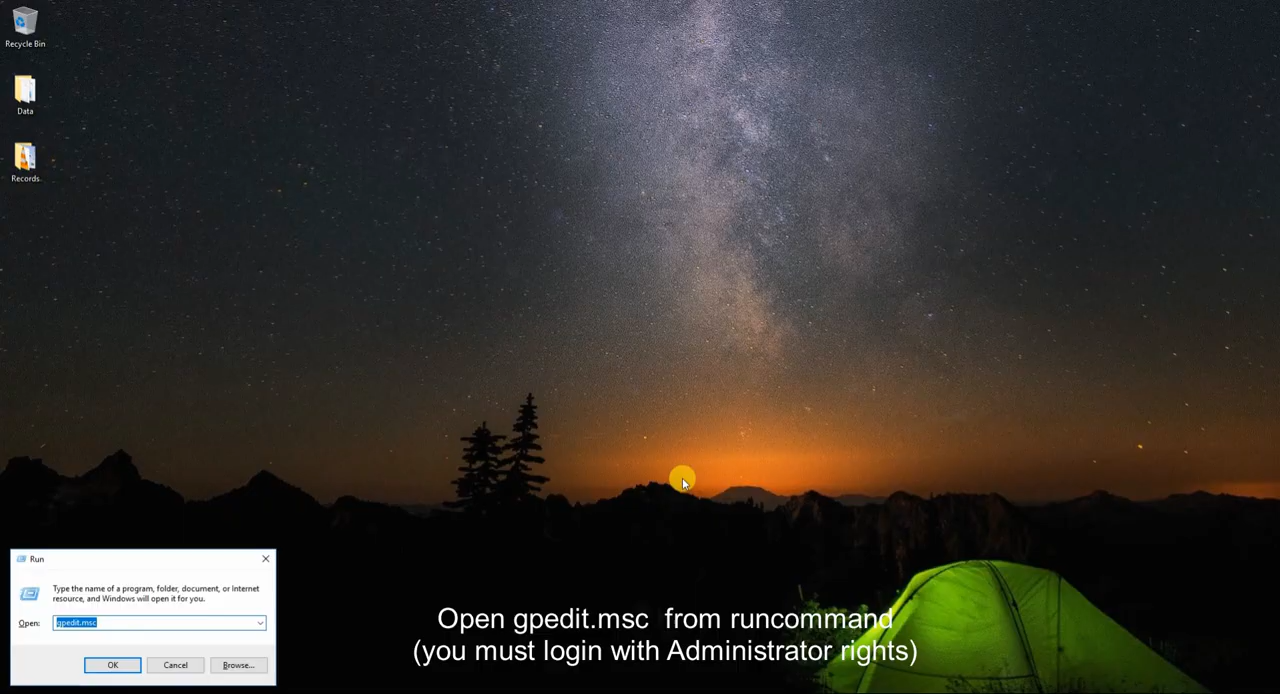 Recycle Bin
Data
Records
Run
Type the name of a program, folder, document, or Internet
resource, and Windows will open it for you.
Open: gpedit.msc
OK Cancel Browse...
Open gpedit.msc  from runcommand
(you must login with Administrator rights)